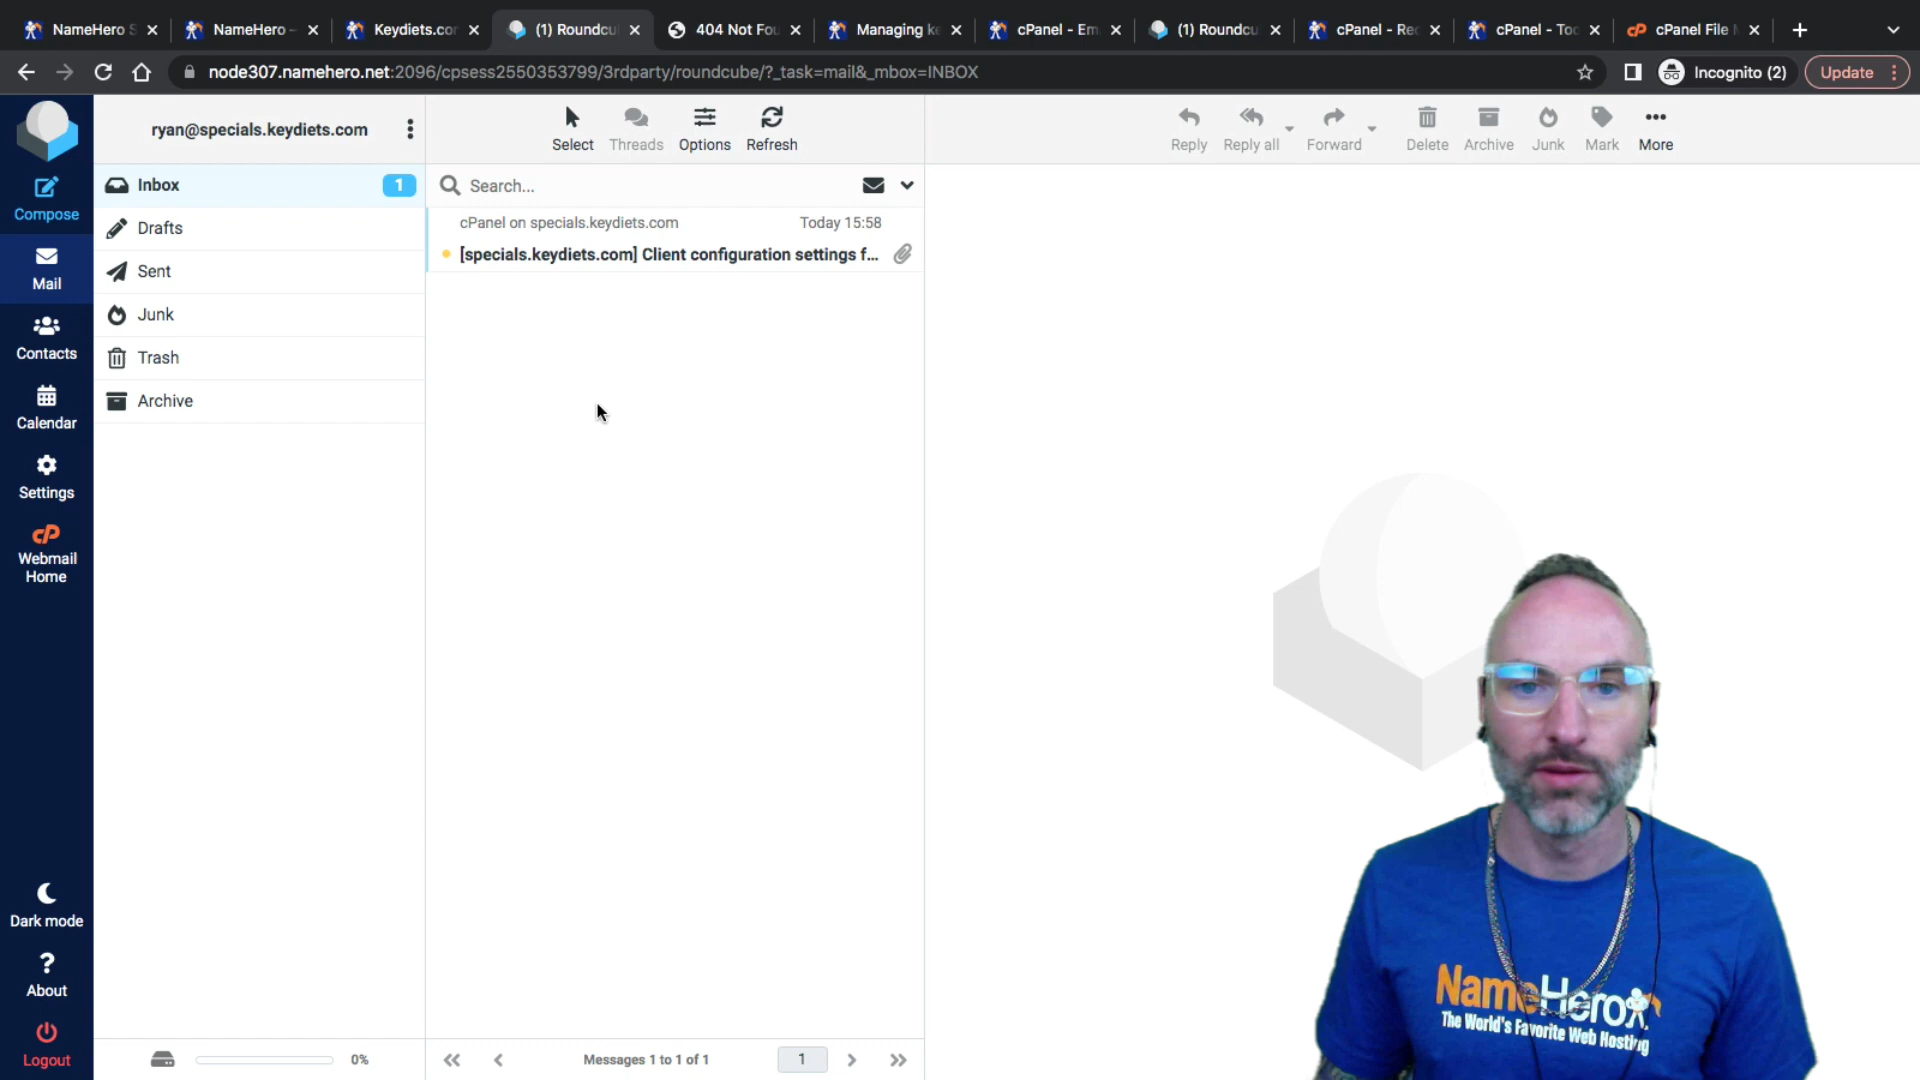 NameHero S
NameHero -
Keydiets.cor
(1) Roundcu
404 Not Fou
Managing ke
cPanel - Em
(1) Roundcu
cPanel - Rec
cPanel - Too
cPanel File M
node307.namehero.net:2096/cpsess2550353799/3rdparty/roundcube/?_task=mail&_mbox=INBOX
Incognito (2)
Update
ryan@specials.keydiets.com
Select
Threads
Options
Refresh
Reply
Reply all
Forward
Delete
Archive
Junk
Mark
More
Compose
Mail
Contacts
Calendar
Settings
cP
Webmail
Home
Dark mode
About
Logout
Inbox 1
Drafts
Sent
Junk
Trash
Archive
0%
Search...
cPanel on specials.keydiets.com Today 15:58
[specials.keydiets.com] Client configuration settings f...
Messages 1 to 1 of 1
1
NameHero
The World's Favorite Web Hosting